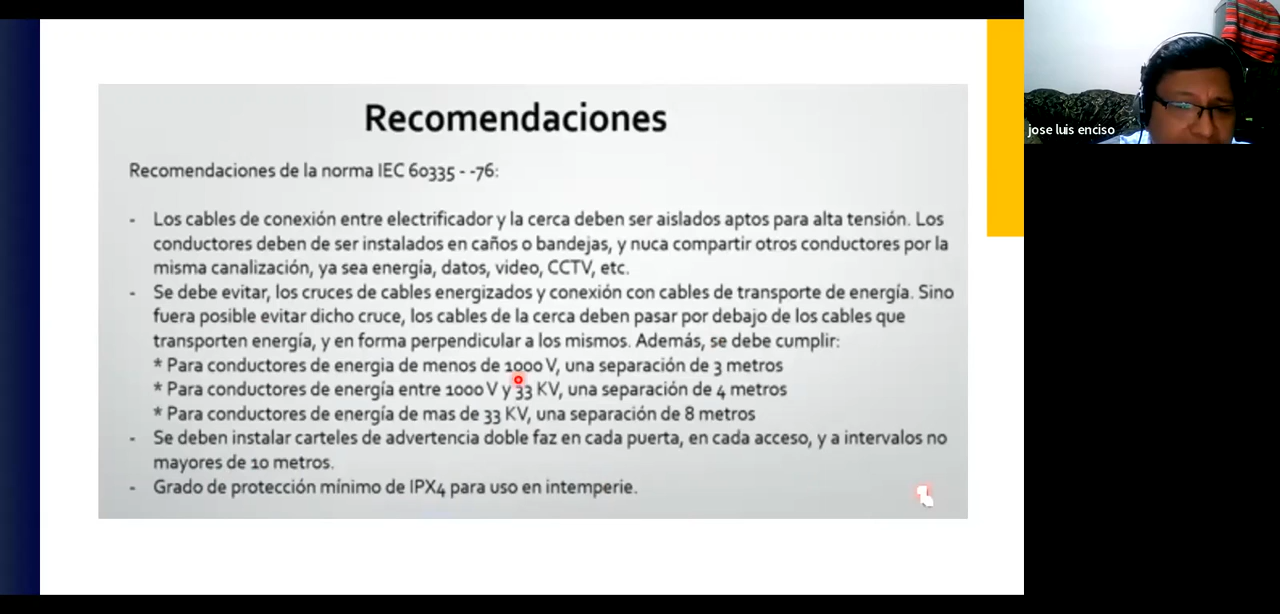 Recomendaciones
Recomendaciones de la norma IEC 60335 - -76:
- Los cables de conexión entre electrificador y la cerca deben ser aislados aptos para alta tensión. Los
conductores deben de ser instalados en caños o bandejas, y nuca compartir otros conductores por la
misma canalización, ya sea energía, datos, video, CCTV, etc.
- Se debe evitar, los cruces de cables energizados y conexión con cables de transporte de energía. Sino
fuera posible evitar dicho cruce, los cables de la cerca deben pasar por debajo de los cables que
transporten energía, y en forma perpendicular a los mismos. Además, se debe cumplir:
* Para conductores de energia de menos de 1000 V, una separación de 3 metros
* Para conductores de energía entre 1000 V y 33 KV, una separación de 4 metros
* Para conductores de energía de mas de 33 KV, una separación de 8 metros
- Se deben instalar carteles de advertencia doble faz en cada puerta, en cada acceso, y a intervalos no
mayores de 10 metros.
- Grado de protección mínimo de IPX4 para uso en intemperie.
jose luis enciso